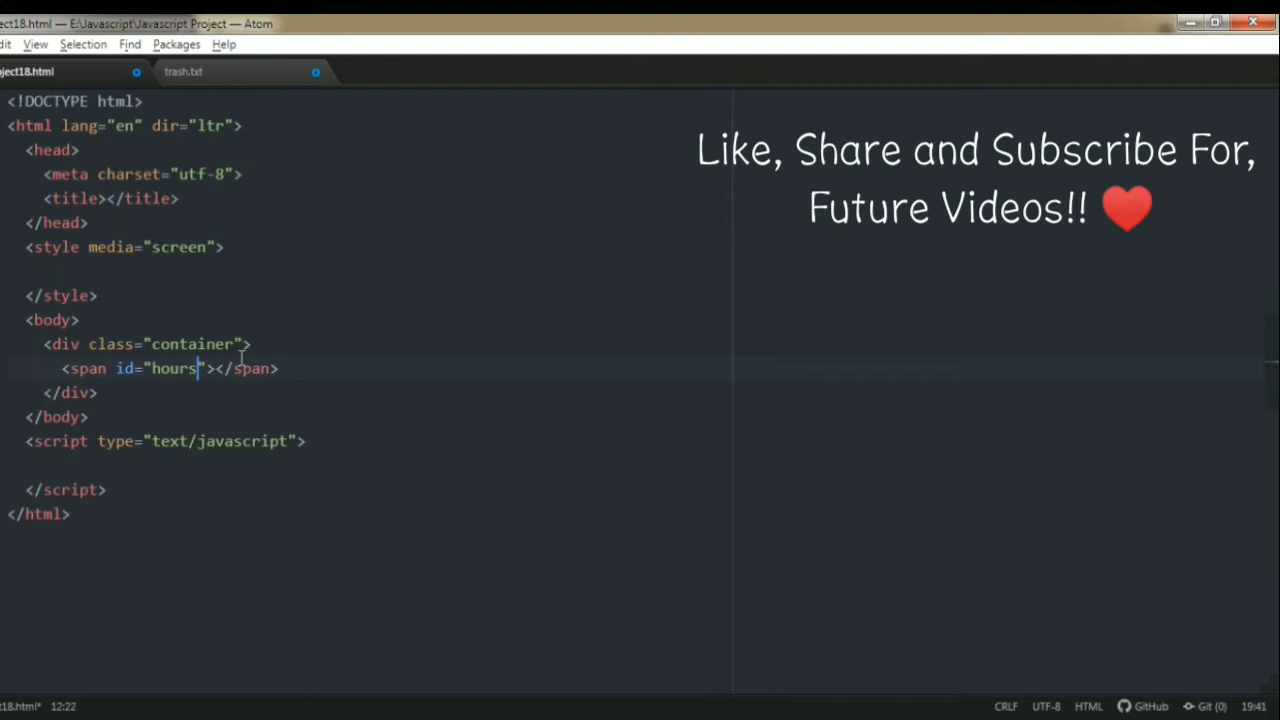 ect18.html — E:\Javascript\Javascript Project — Atom
dit View Selection Find Packages Help
ject18.html trash.txt
<!DOCTYPE html>
<html lang="en" dir="ltr">
<head>
<meta charset="utf-8">
<title></title>
</head>
<style media="screen">
</style>
<body>
<div class="container">
<span id="hours"></span>
</div>
</body>
<script type="text/javascript">
</script>
</html>
Like, Share and Subscribe For,
Future Videos!! ♥️
t18.html* 12:22 CRLF UTF-8 HTML GitHub Git (0) 19:41